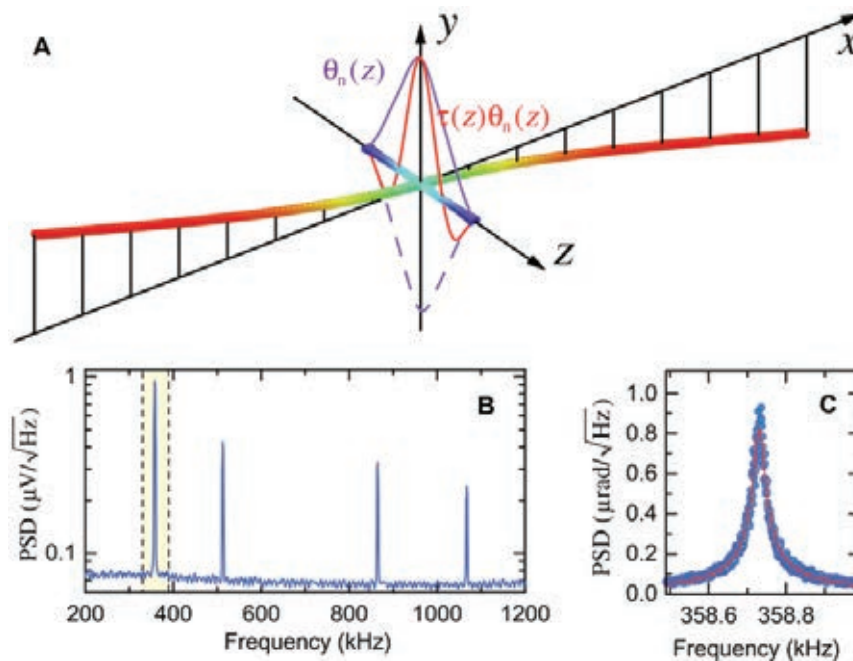 A
y
x
θn(z)
τ(z)θn(z)
z
B
PSD (μV/√Hz)
1
0.1
200 400 600 800 1000 1200
Frequency (kHz)
C
PSD (μrad/√Hz)
1.0
0.8
0.6
0.4
0.2
0.0
358.6 358.8
Frequency (kHz)